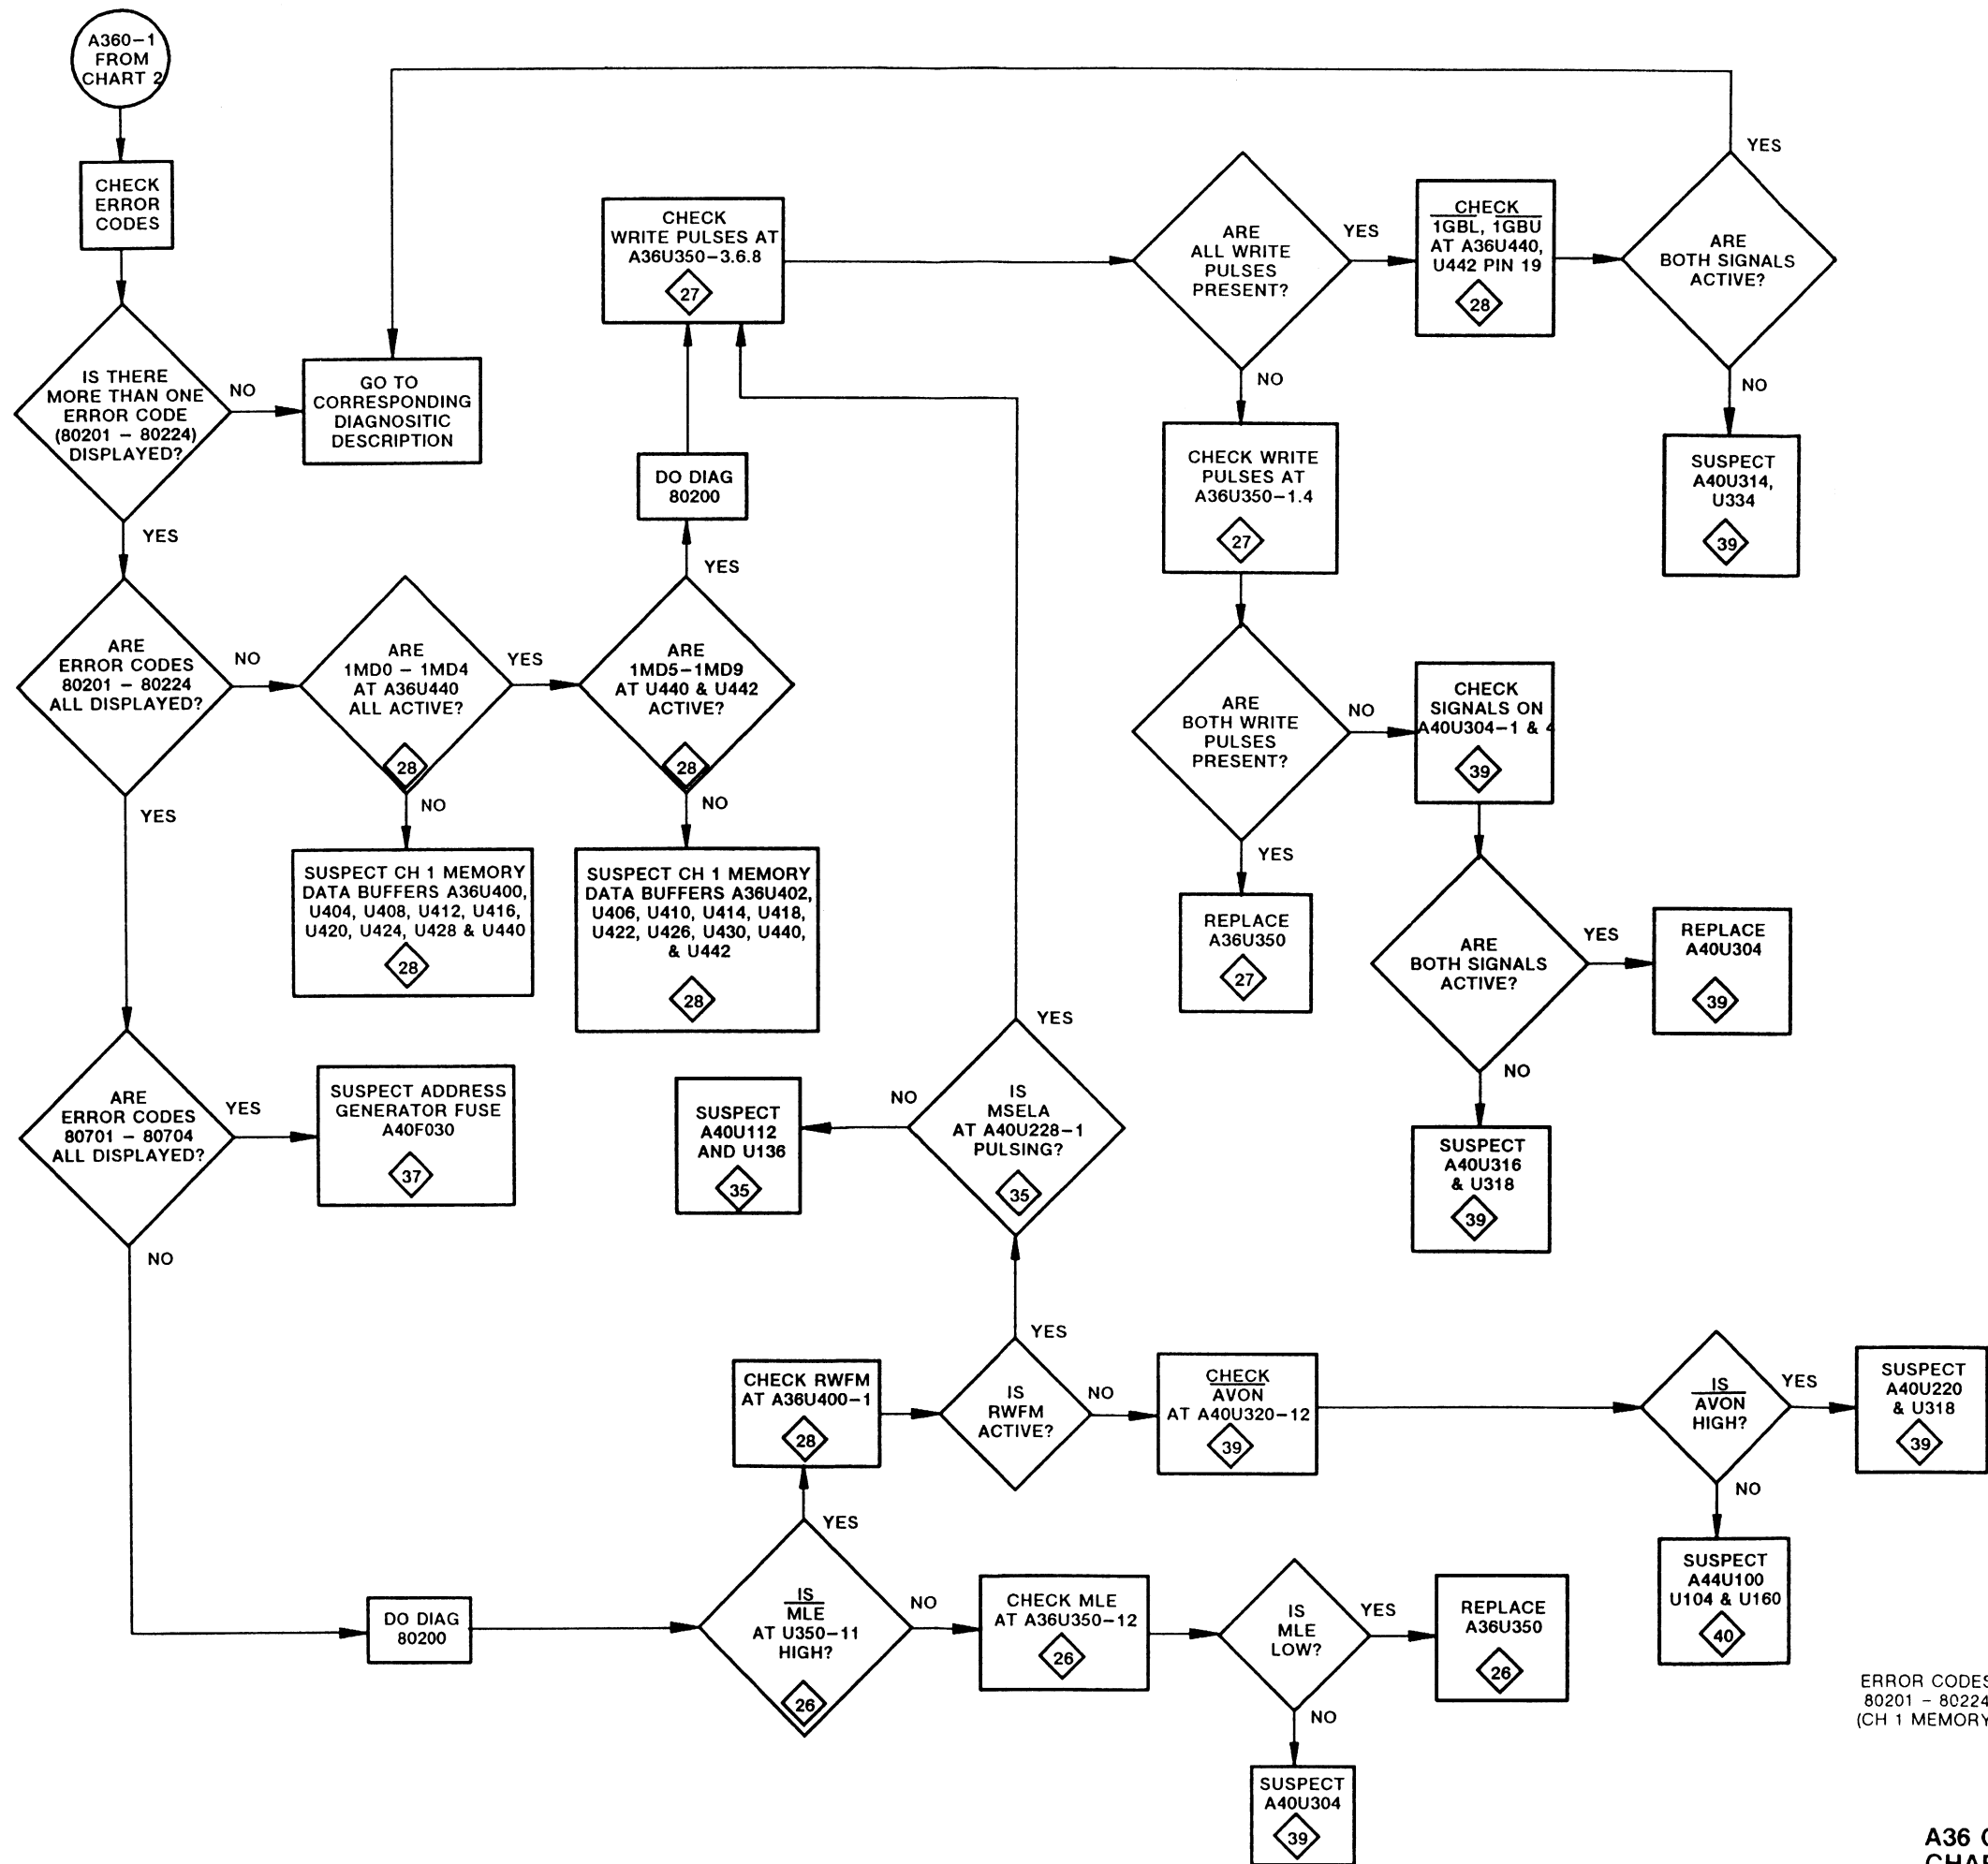 A360-1
FROM
CHART 2
CHECK
ERROR
CODES
IS THERE
MORE THAN ONE
ERROR CODE
(80201 - 80224)
DISPLAYED?
NO
YES
GO TO
CORRESPONDING
DIAGNOSITIC
DESCRIPTION
ARE
ERROR CODES
80201 - 80224
ALL DISPLAYED?
NO
YES
ARE
1MD0 - 1MD4
AT A36U440
ALL ACTIVE?
28
YES
NO
SUSPECT CH 1 MEMORY
DATA BUFFERS A36U400,
U404, U408, U412, U416,
U420, U424, U428 & U440
28
ARE
1MD5-1MD9
AT U440 & U442
ACTIVE?
28
YES
NO
SUSPECT CH 1 MEMORY
DATA BUFFERS A36U402,
U406, U410, U414, U418,
U422, U426, U430, U440,
& U442
28
DO DIAG
80200
CHECK
WRITE PULSES AT
A36U350-3.6.8
27
ARE
ALL WRITE
PULSES
PRESENT?
YES
NO
CHECK
1GBL, 1GBU
AT A36U440,
U442 PIN 19
28
ARE
BOTH SIGNALS
ACTIVE?
YES
NO
SUSPECT
A40U314,
U334
39
CHECK WRITE
PULSES AT
A36U350-1.4
27
ARE
BOTH WRITE
PULSES
PRESENT?
NO
YES
REPLACE
A36U350
27
CHECK
SIGNALS ON
A40U304-1 & 4
39
ARE
BOTH SIGNALS
ACTIVE?
YES
NO
REPLACE
A40U304
39
SUSPECT
A40U316
& U318
39
ARE
ERROR CODES
80701 - 80704
ALL DISPLAYED?
YES
NO
SUSPECT ADDRESS
GENERATOR FUSE
A40F030
37
SUSPECT
A40U112
AND U136
35
NO
IS
MSELA
AT A40U228-1
PULSING?
35
YES
CHECK RWFM
AT A36U400-1
28
IS
RWFM
ACTIVE?
YES
NO
CHECK
AVON
AT A40U320-12
39
IS
AVON
HIGH?
YES
NO
SUSPECT
A40U220
& U318
39
SUSPECT
A44U100
U104 & U160
40
DO DIAG
80200
IS
MLE
AT U350-11
HIGH?
26
YES
NO
CHECK MLE
AT A36U350-12
26
IS
MLE
LOW?
YES
NO
REPLACE
A36U350
26
SUSPECT
A40U304
39
ERROR CODES
80201 - 80224
(CH 1 MEMORY
A36